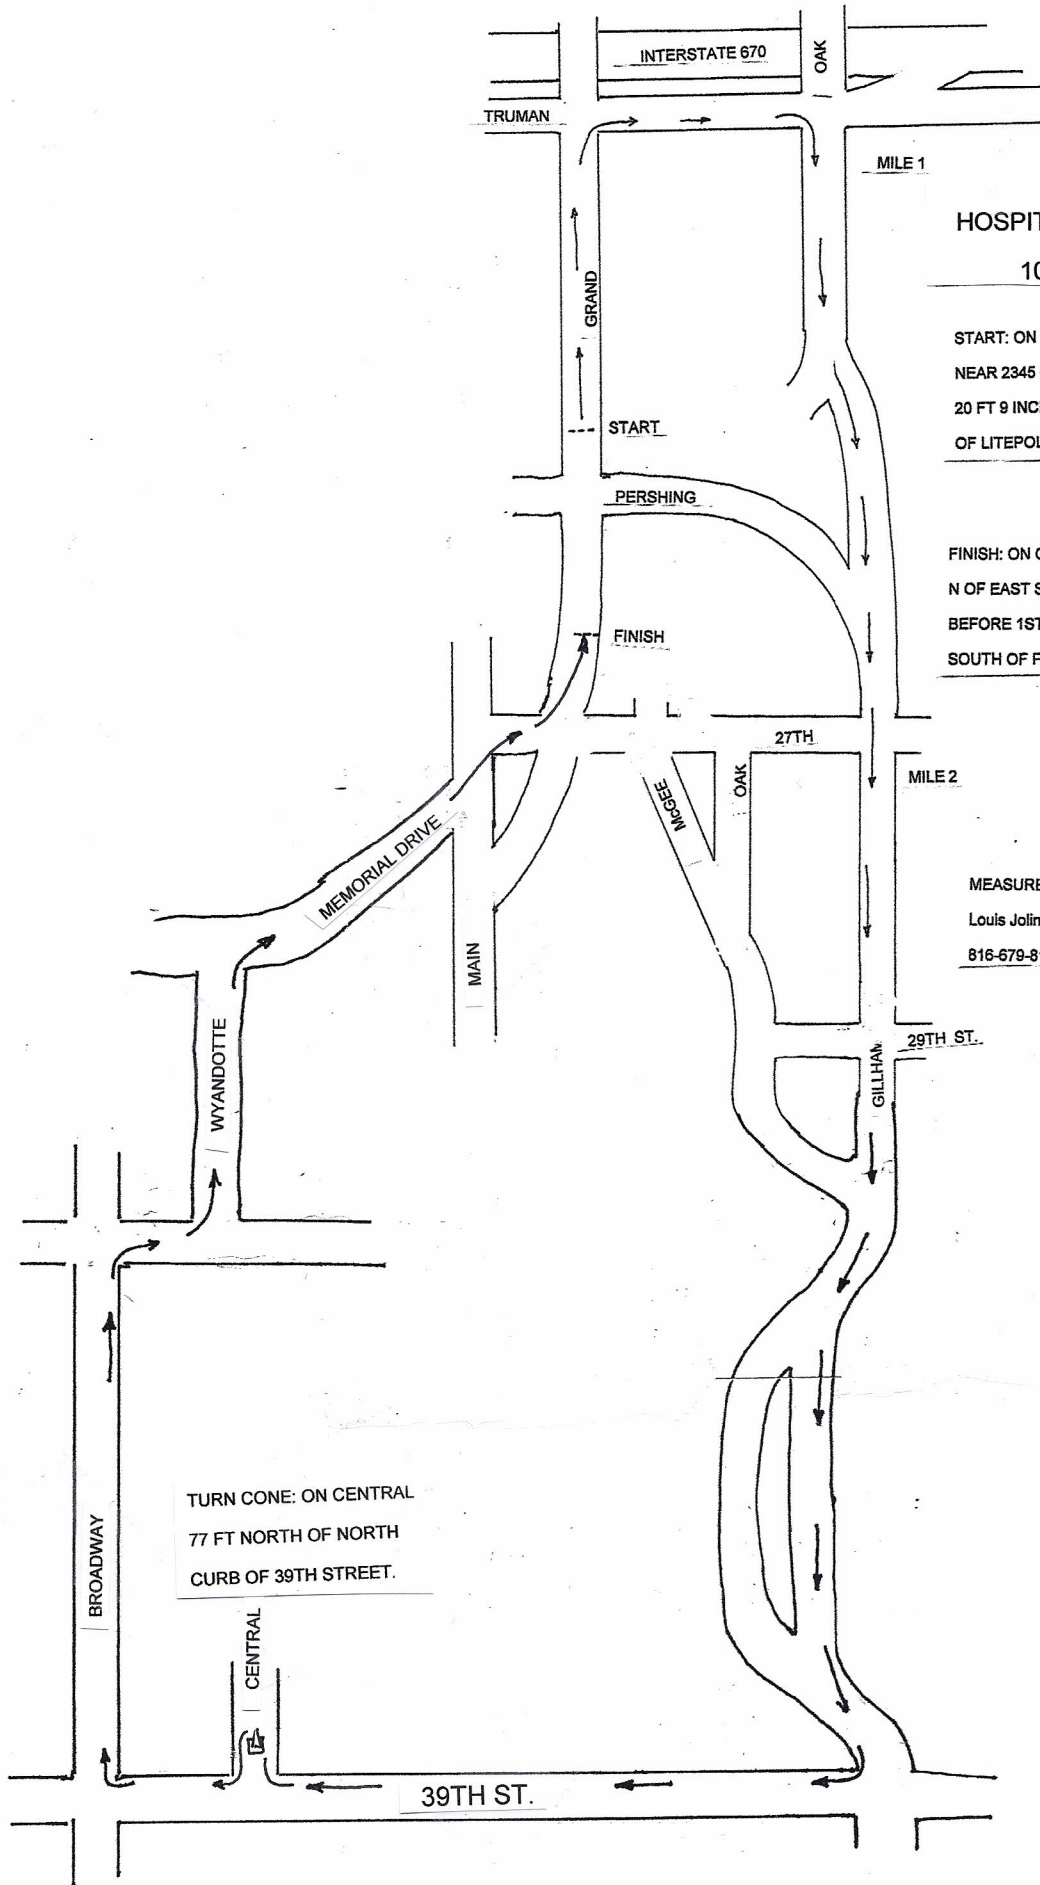 INTERSTATE 670
OAK
TRUMAN
MILE 1
HOSPIT
10
GRAND
START: ON
NEAR 2345
20 FT 9 INC
OF LITEPOL
START
PERSHING
FINISH: ON
N OF EAST S
BEFORE 1ST
SOUTH OF F
FINISH
27TH
OAK
McGEE
MILE 2
MEMORIAL DRIVE
MEASURE
Louis Jolin
816-679-8
MAIN
WYANDOTTE
29TH ST.
GILLHAM
TURN CONE: ON CENTRAL
77 FT NORTH OF NORTH
CURB OF 39TH STREET.
BROADWAY
CENTRAL
39TH ST.